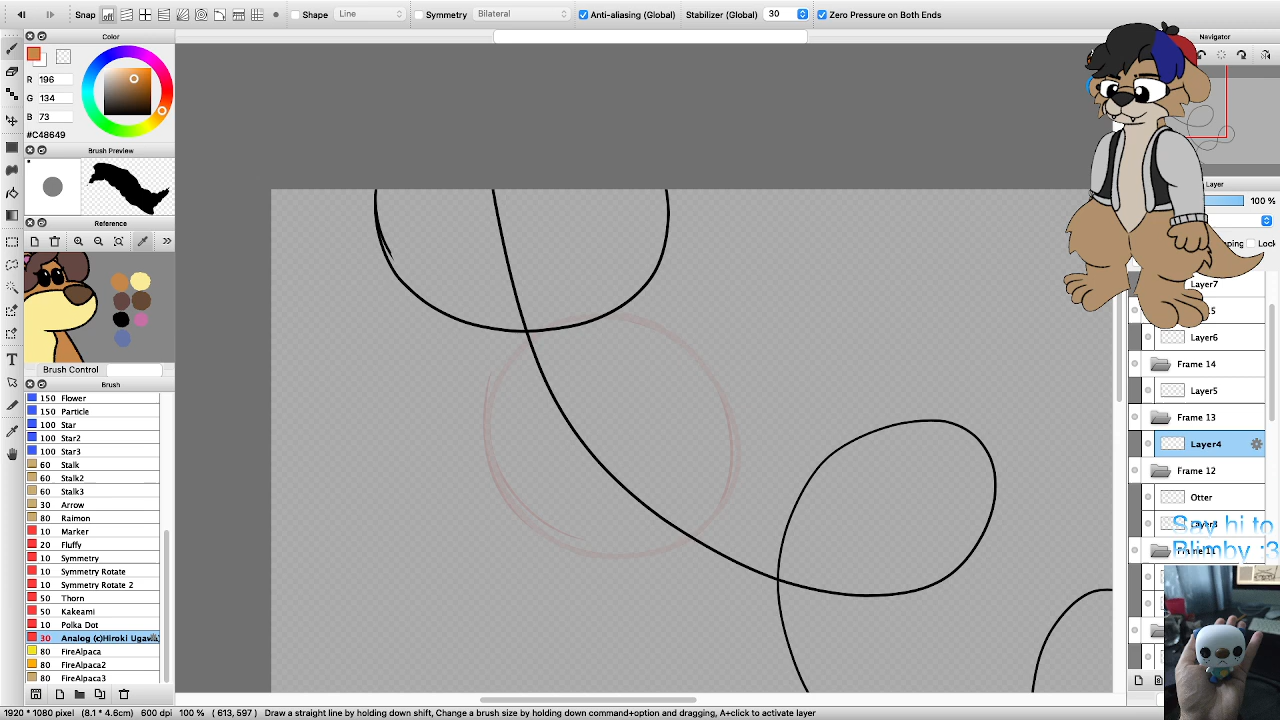 Snap
Shape
Line
Symmetry
Bilateral
Anti-aliasing (Global)
Stabilizer (Global)
30
Zero Pressure on Both Ends
Color
R 196
G 134
B 73
#C48649
Brush Preview
Reference
Brush Control
Brush
150 Flower
150 Particle
100 Star
100 Star2
100 Star3
60 Stalk
60 Stalk2
60 Stalk3
30 Arrow
80 Raimon
10 Marker
20 Fluffy
10 Symmetry
10 Symmetry Rotate
10 Symmetry Rotate 2
50 Thorn
50 Kakeami
10 Polka Dot
30 Analog (c)Hiroki Ugawa
80 FireAlpaca
80 FireAlpaca2
80 FireAlpaca3
Navigator
Layer
100 %
Lock
Layer7
Layer6
Frame 14
Layer5
Frame 13
Layer4
Frame 12
Otter
Layer3
Say hi to
Blimby :3
Frame 11
1920 * 1080 pixel (8.1 * 4.6cm) 600 dpi 100 % ( 613, 597 ) Draw a straight line by holding down shift, Change a brush size by holding down command+option and dragging, A+click to activate layer